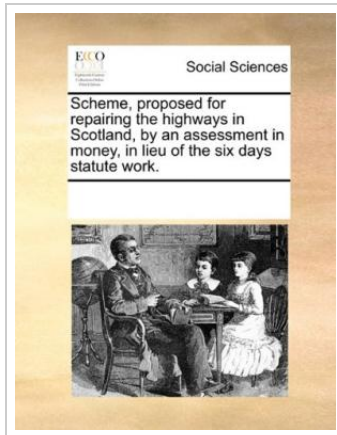 ECCO
Social Sciences
Scheme, proposed for
repairing the highways in
Scotland, by an assessment in
money, in lieu of the six days
statute work.